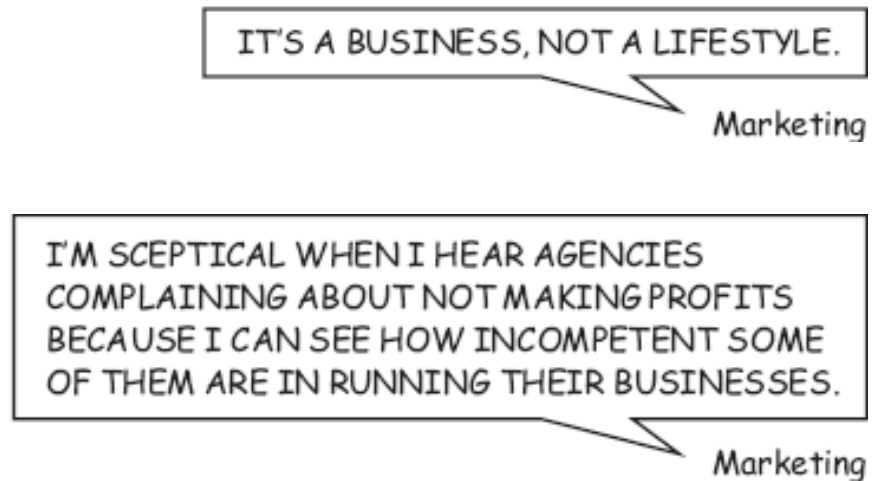 IT'S A BUSINESS, NOT A LIFESTYLE.
Marketing
I'M SCEPTICAL WHEN I HEAR AGENCIES
COMPLAINING ABOUT NOT MAKING PROFITS
BECAUSE I CAN SEE HOW INCOMPETENT SOME
OF THEM ARE IN RUNNING THEIR BUSINESSES.
Marketing